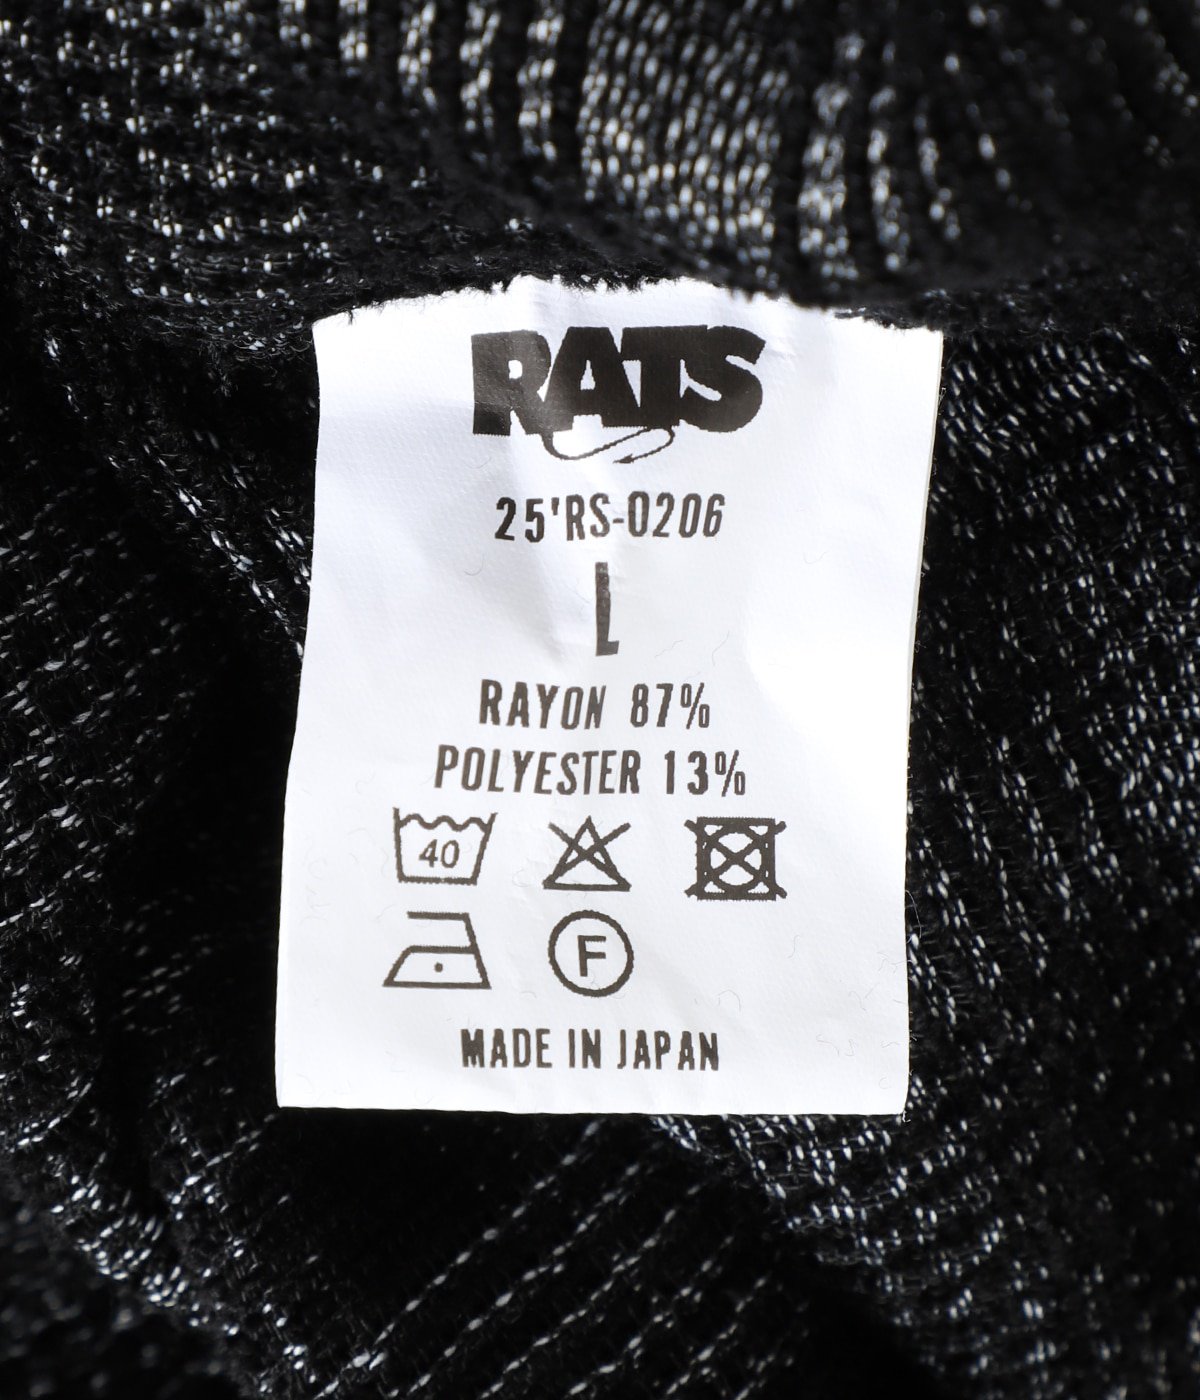 RATS
25'RS-0206
L
RAYON 87%
POLYESTER 13%
40
F
MADE IN JAPAN